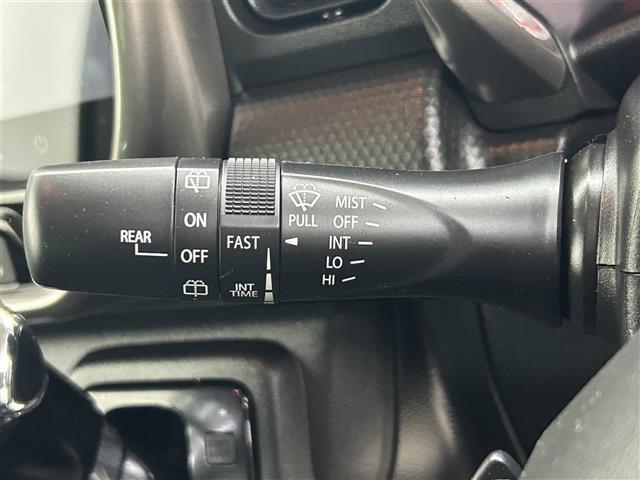 REAR
ON
OFF
FAST
INT
TIME
PULL
MIST
OFF
INT
LO
HI